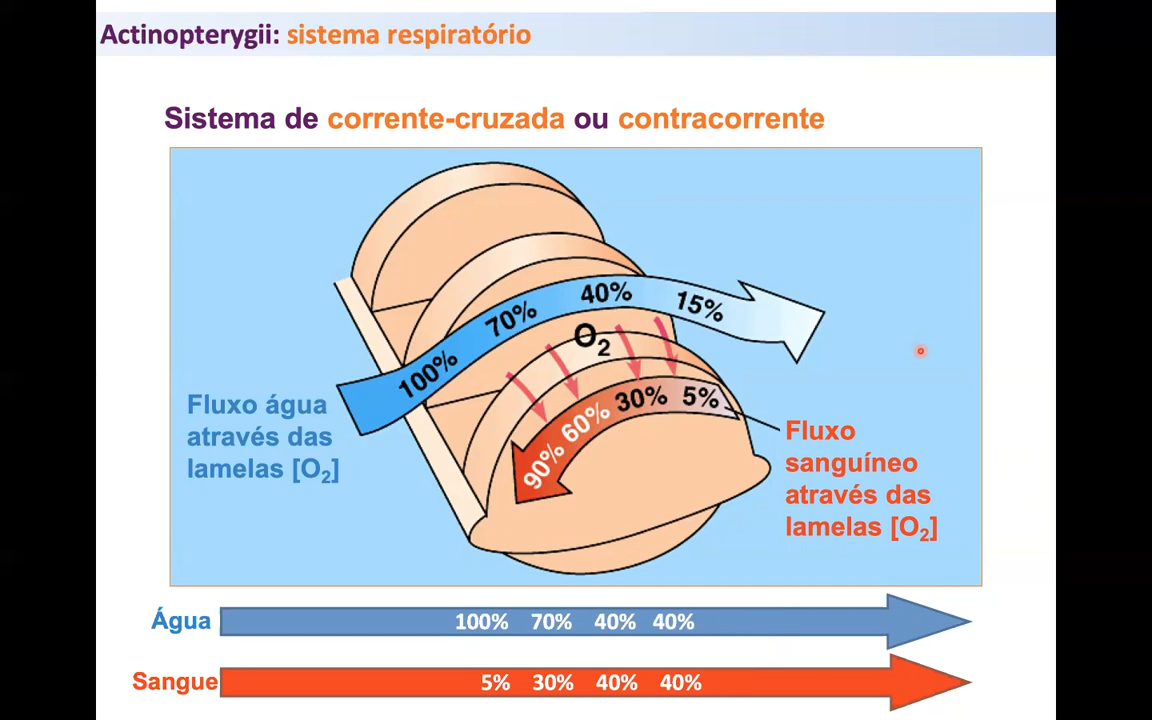 Actinopterygii: sistema respiratório
Sistema de corrente-cruzada ou contracorrente
100% 70% 40% 15%
O₂
90% 60% 30% 5%
Fluxo água
através das
lamelas [O₂]
Fluxo
sanguíneo
através das
lamelas [O₂]
Água 100% 70% 40% 40%
Sangue 5% 30% 40% 40%